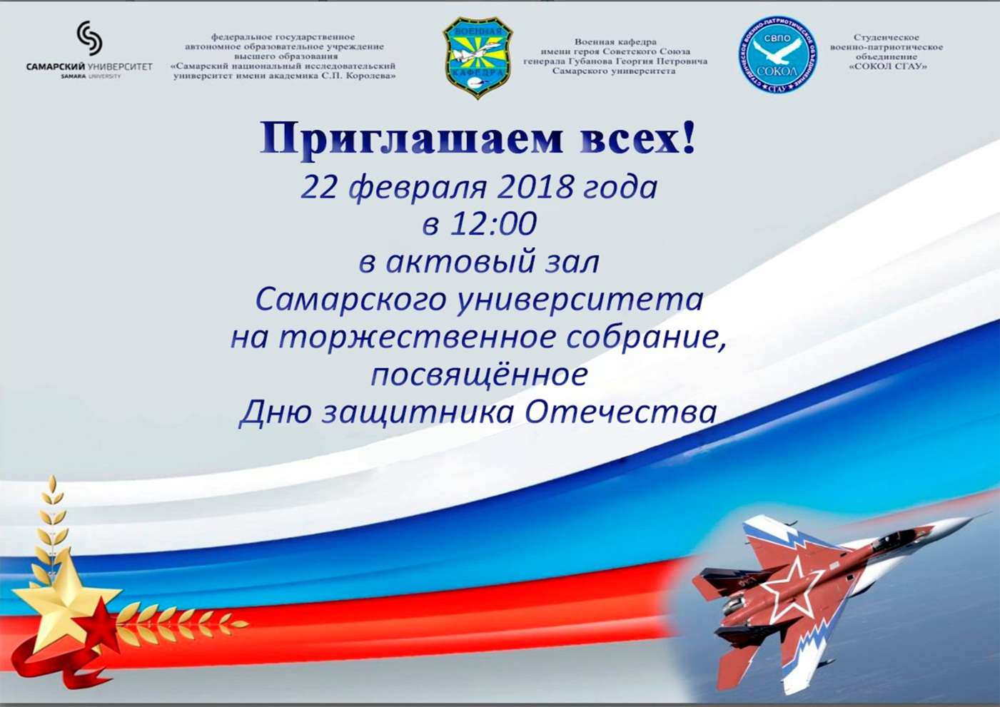 САМАРСКИЙ УНИВЕРСИТЕТ
SAMARA UNIVERSITY
федеральное государственное
автономное образовательное учреждение
высшего образования
«Самарский национальный исследовательский
университет имени академика С.П. Королева»
ВОЕННАЯ
КАФЕДРА
Военная кафедра
имени героя Советского Союза
генерала Губанова Георгия Петровича
Самарского университета
СТУДЕНЧЕСКОЕ ВОЕННО-ПАТРИОТИЧЕСКОЕ ОБЪЕДИНЕНИЕ
СВПО
СОКОЛ
СГАУ
Студенческое
военно-патриотическое
объединение
«СОКОЛ СГАУ»
Приглашаем всех!
22 февраля 2018 года
в 12:00
в актовый зал
Самарского университета
на торжественное собрание,
посвящённое
Дню защитника Отечества